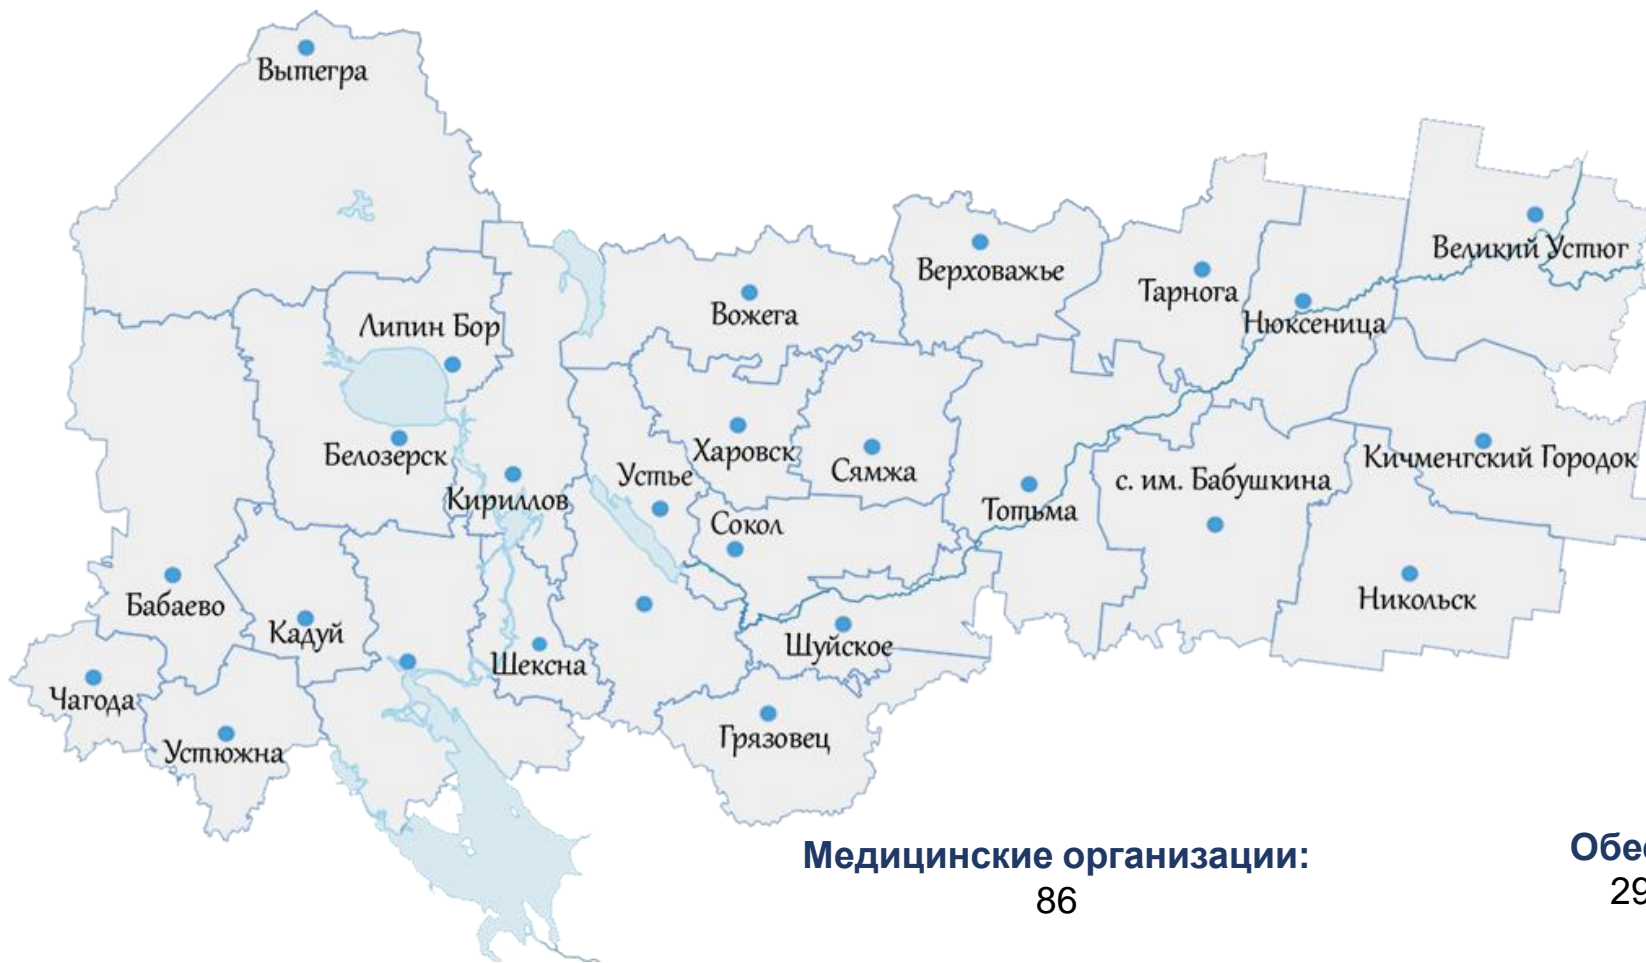 Вытегра
Великий Устюг
Верховажье
Тарнога
Вожега
Нюксеница
Липин Бор
Харовск
Белозерск
Сямжа
Кичменгский Городок
Устье
с. им. Бабушкина
Кириллов
Тотьма
Сокол
Бабаево
Никольск
Кадуй
Шуйское
Шексна
Чагода
Грязовец
Устюжна
Медицинские организации:
86
29